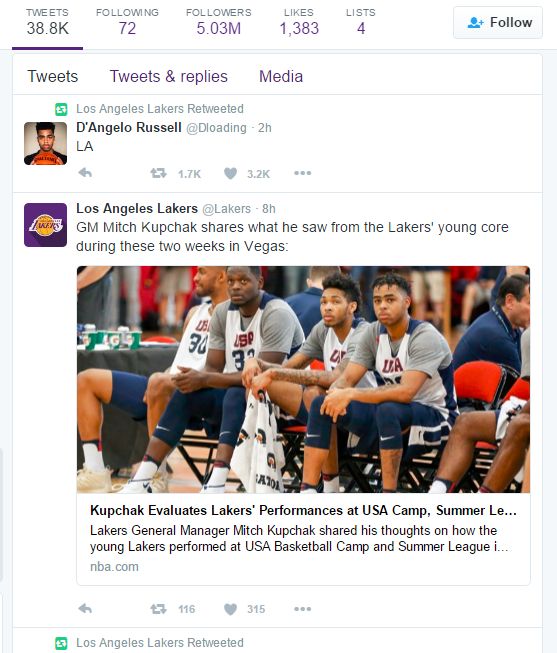 TWEETS FOLLOWING FOLLOWERS LIKES LISTS
38.8K 72 5.03M 1,383 4
Follow
Tweets Tweets & replies Media
Los Angeles Lakers Retweeted
D'Angelo Russell @Dloading · 2h
LA
1.7K 3.2K
Los Angeles Lakers @Lakers · 8h
GM Mitch Kupchak shares what he saw from the Lakers' young core
during these two weeks in Vegas:
USA
USA
USA
30
32
GATOR
Kupchak Evaluates Lakers' Performances at USA Camp, Summer Le...
Lakers General Manager Mitch Kupchak shared his thoughts on how the
young Lakers performed at USA Basketball Camp and Summer League i...
nba.com
116 315
Los Angeles Lakers Retweeted